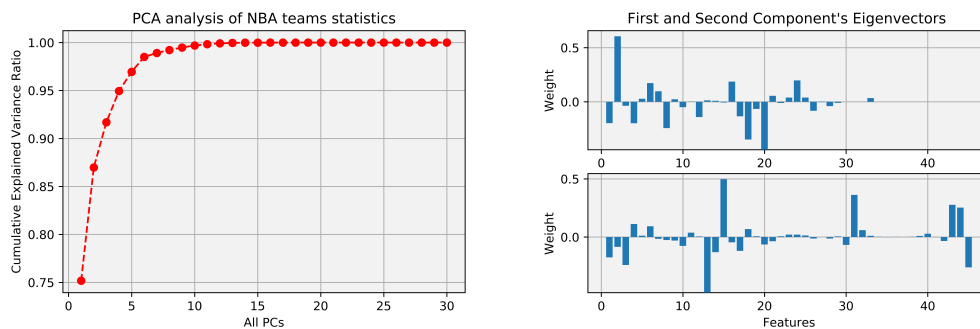 PCA analysis of NBA teams statistics
Cumulative Explained Variance Ratio
1.00
0.95
0.90
0.85
0.80
0.75
0 5 10 15 20 25 30
All PCs
First and Second Component's Eigenvectors
Weight
0.5
0.0
0 10 20 30 40
Weight
0.5
0.0
0 10 20 30 40
Features